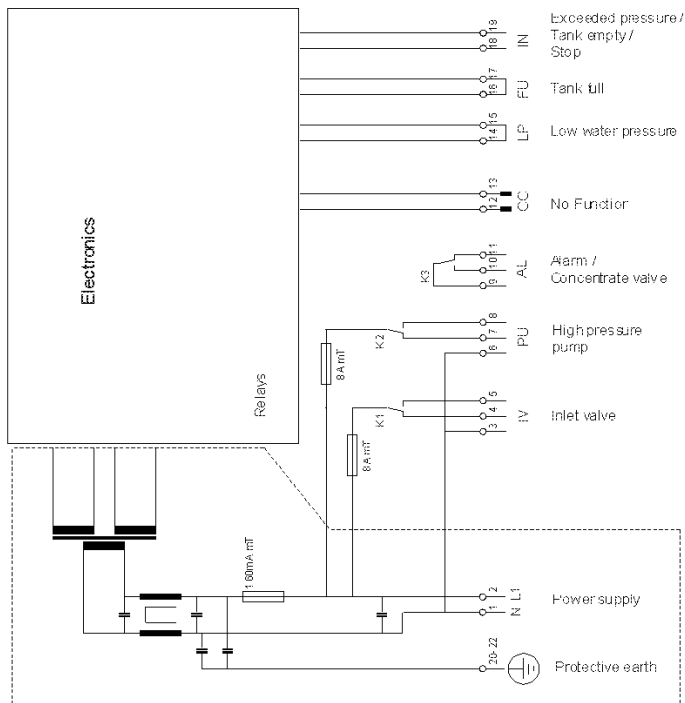 19
18
IN
Exceeded pressure /
Tank empty /
Stop
17
16
FU
Tank full
15
14
LP
Low water pressure
13
12
CC
No Function
Electronics
11
10
9
K3
AL
Alarm /
Concentrate valve
8
7
6
K2
PU
High pressure
pump
8A mT
Relays
5
4
3
K1
IV
Inlet valve
8A mT
160mA mT
2
L1
1
N
Power supply
20-22
Protective earth